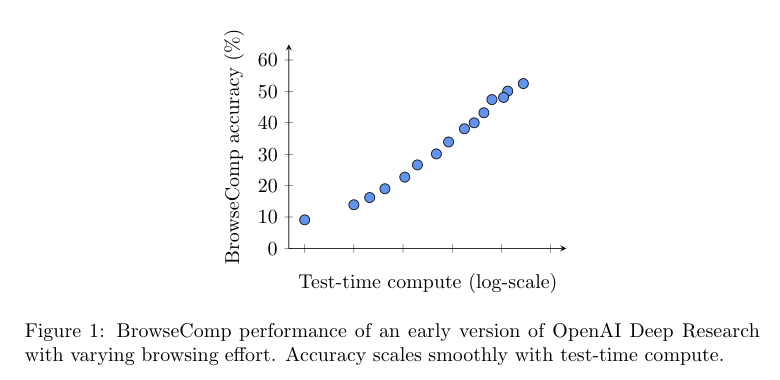 BrowseComp accuracy (%)
60
50
40
30
20
10
0
Test-time compute (log-scale)
Figure 1: BrowseComp performance of an early version of OpenAI Deep Research
with varying browsing effort. Accuracy scales smoothly with test-time compute.